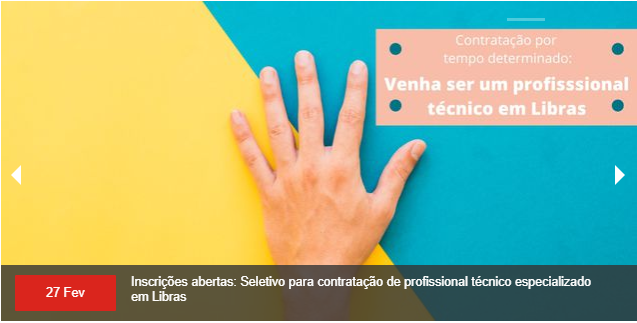 Contratação por
tempo determinado:
Venha ser um profisssional
técnico em Libras
27 Fev
Inscrições abertas: Seletivo para contratação de profissional técnico especializado
em Libras